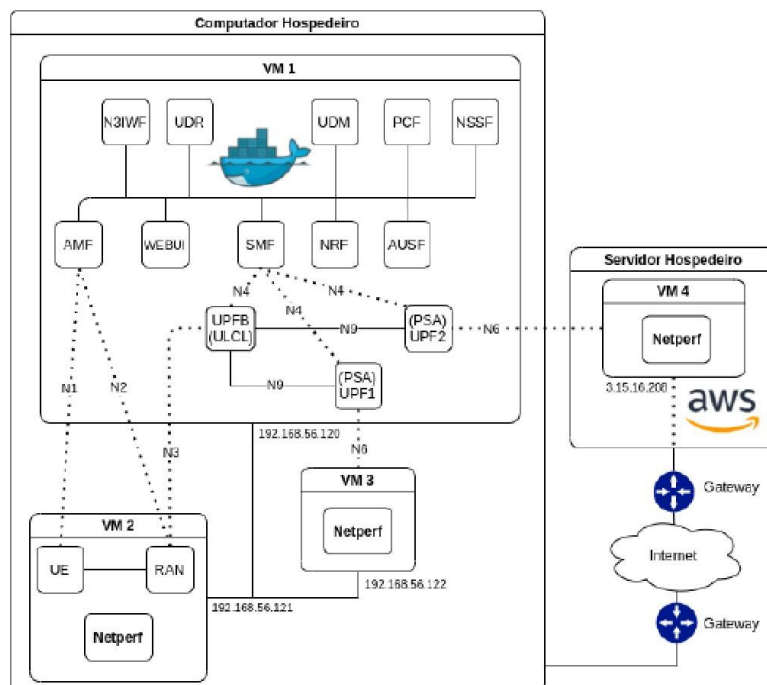 Computador Hospedeiro
VM 1
N3IWF
UDR
UDM
PCF
NSSF
AMF
WEBUI
SMF
NRF
AUSF
Servidor Hospedeiro
VM 4
Netperf
3.15.16.208
aws
N4
N4
N4
UPFB
(ULCL)
N9
(PSA)
UPF2
N6
N1
N2
N9
(PSA)
UPF1
N3
192.168.56.120
N6
VM 3
Netperf
Gateway
VM 2
UE
RAN
Internet
192.168.56.122
192.168.56.121
Netperf
Gateway